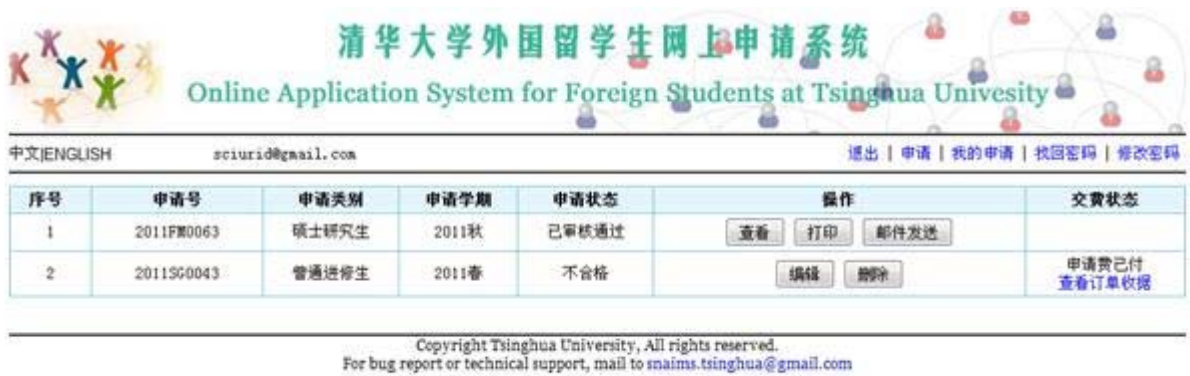 清华大学外国留学生网上申请系统
Online Application System for Foreign Students at Tsinghua Univesity
中文|ENGLISH sciurid@gmail.com 退出 | 申请 | 我的申请 | 找回密码 | 修改密码
序号 申请号 申请类别 申请学期 申请状态 操作 交费状态
1 2011FM0063 硕士研究生 2011秋 已审核通过 查看 打印 邮件发送
2 2011SG0043 普通进修生 2011春 不合格 编辑 删除 申请费已付
查看订单收据
Copyright Tsinghua University, All rights reserved.
For bug report or technical support, mail to snaims.tsinghua@gmail.com